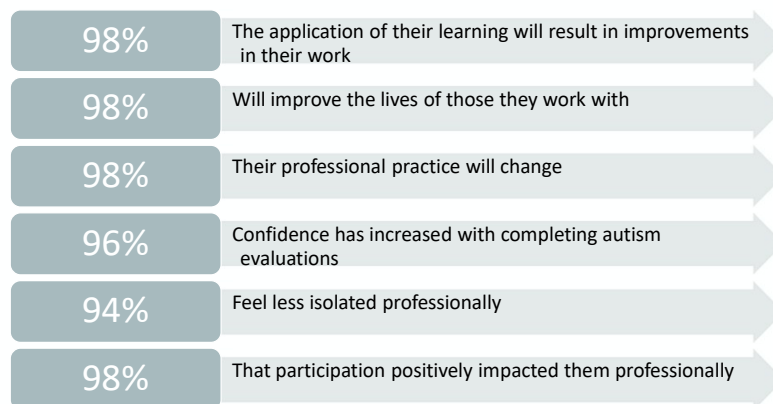 98%
The application of their learning will result in improvements
in their work
98%
Will improve the lives of those they work with
98%
Their professional practice will change
96%
Confidence has increased with completing autism
evaluations
94%
Feel less isolated professionally
98%
That participation positively impacted them professionally